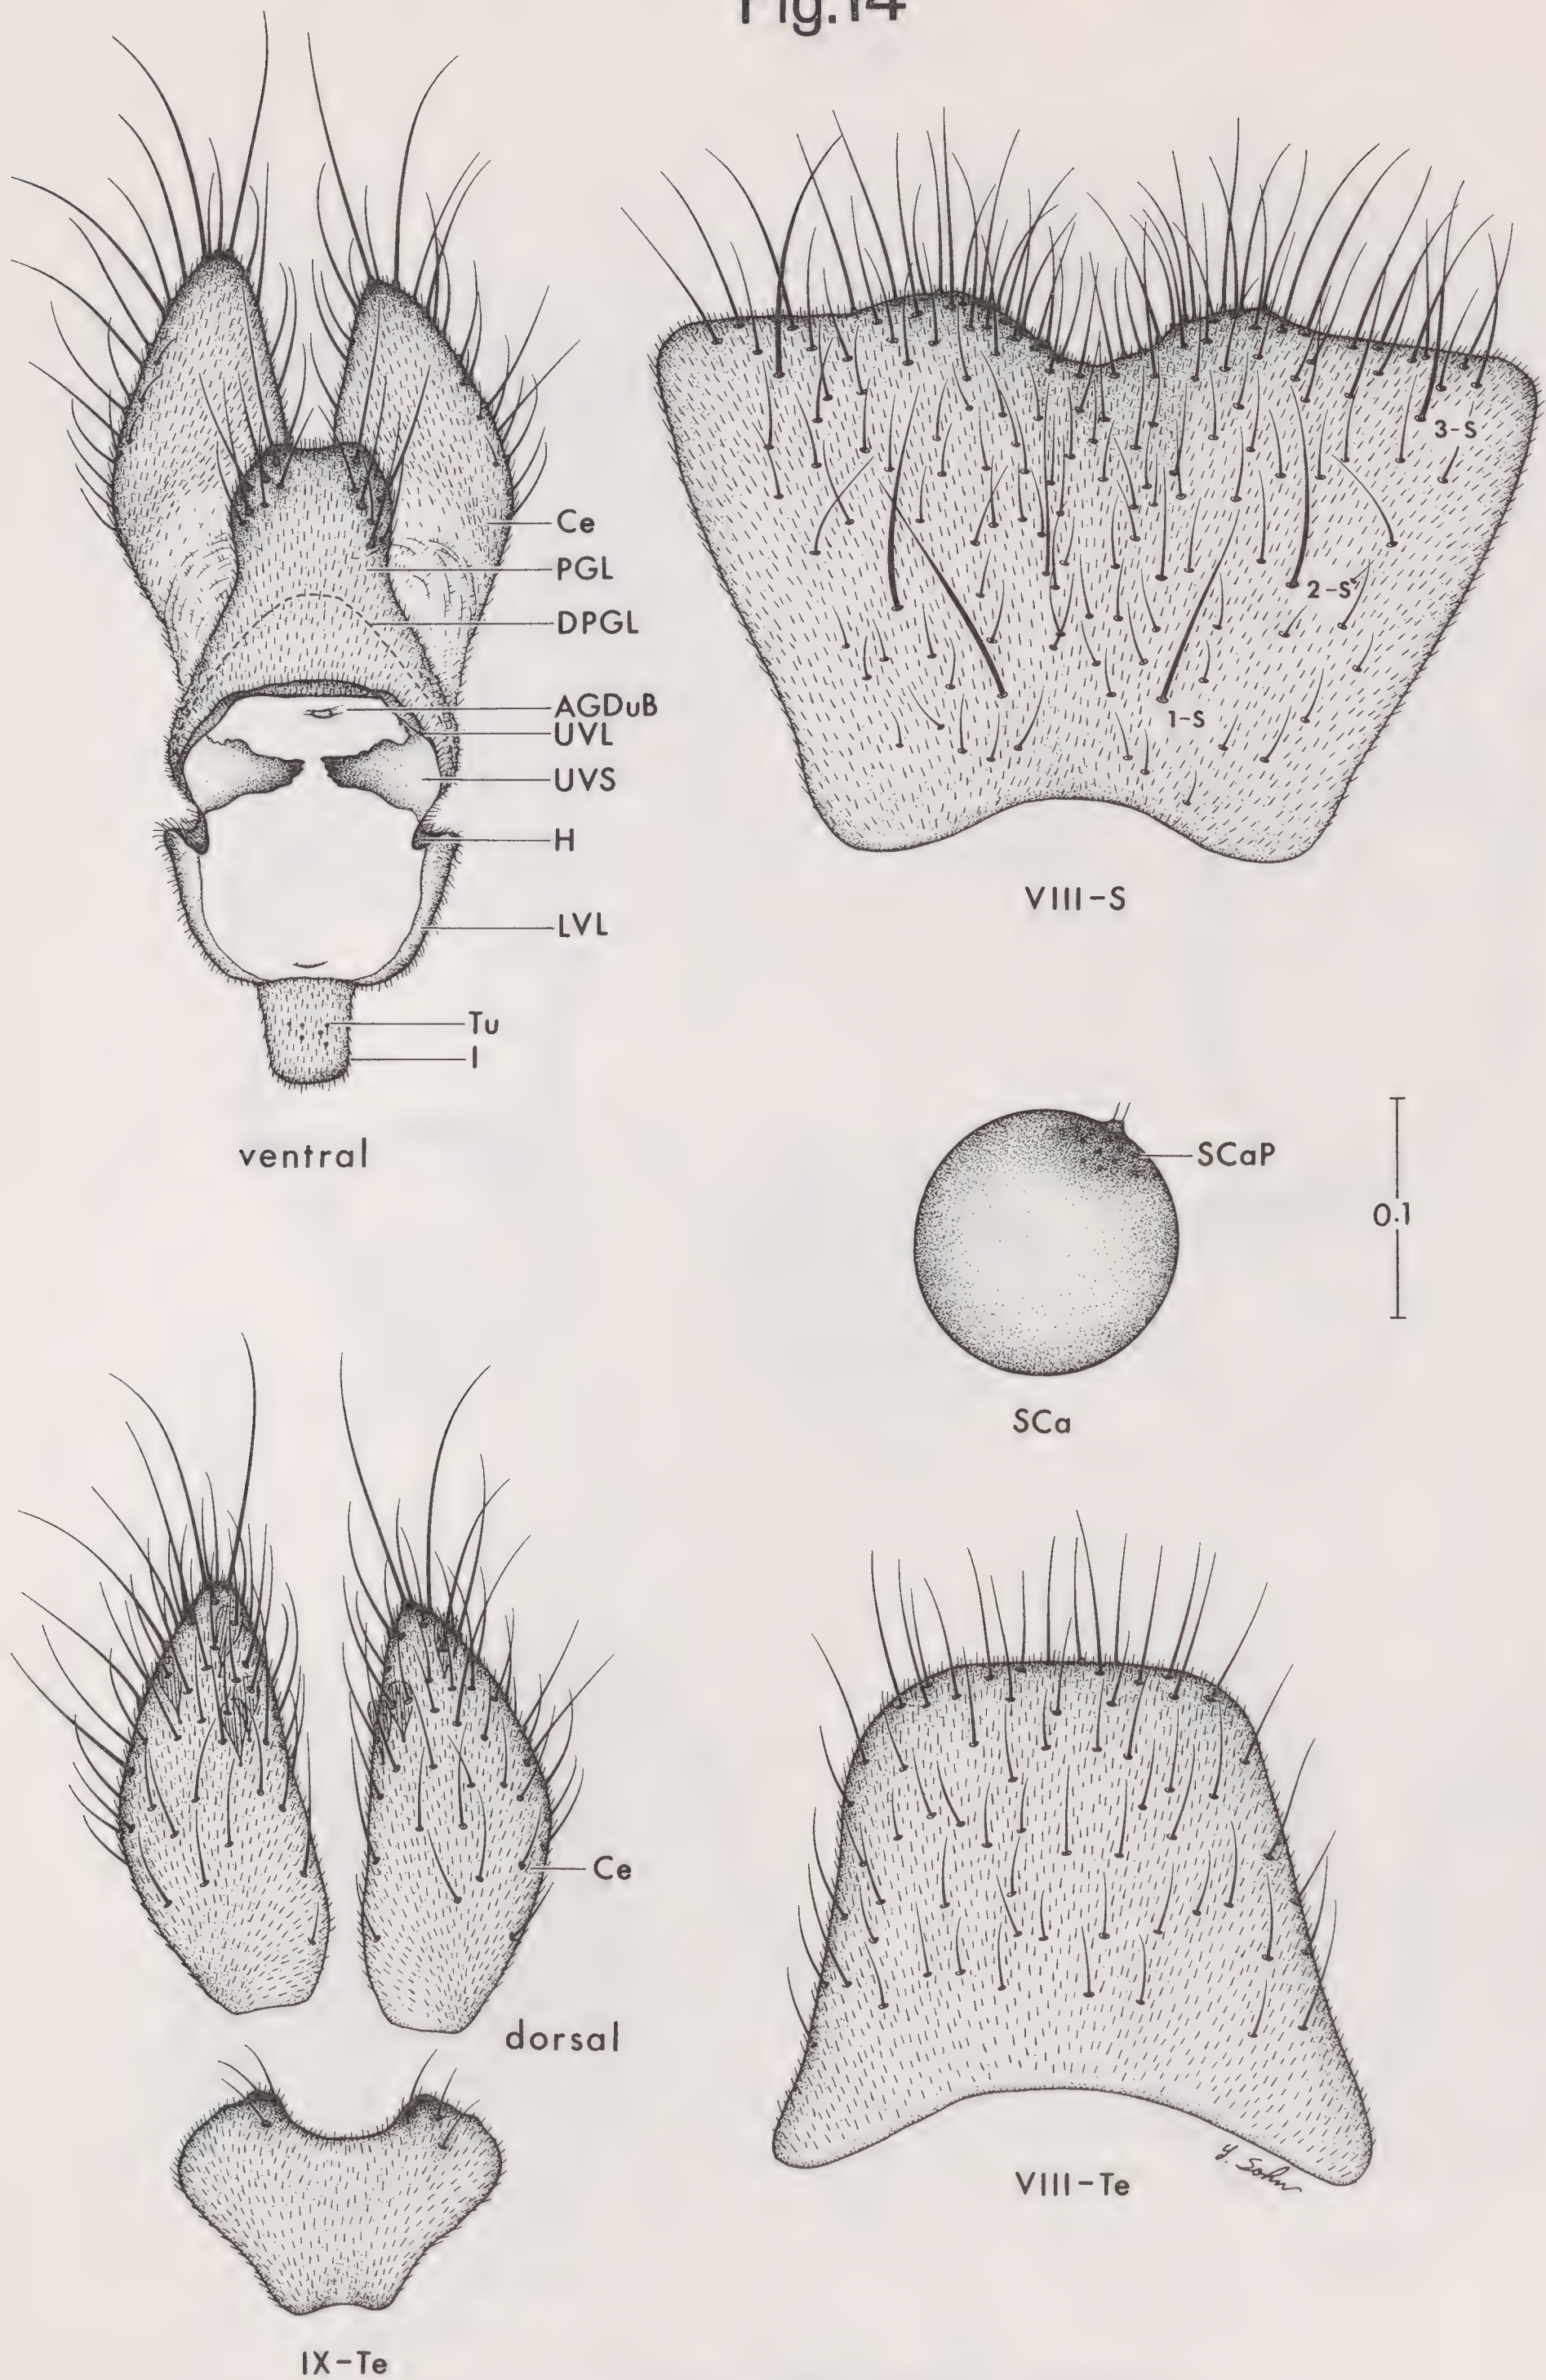 Fig.14
Ce
PGL
DPGL
AGDuB
UVL
UVS
H
LVL
Tu
I
ventral
3-S
2-S
1-S
VIII-S
SCaP
0.1
SCa
Ce
dorsal
IX-Te
VIII-Te
Y. Sohn